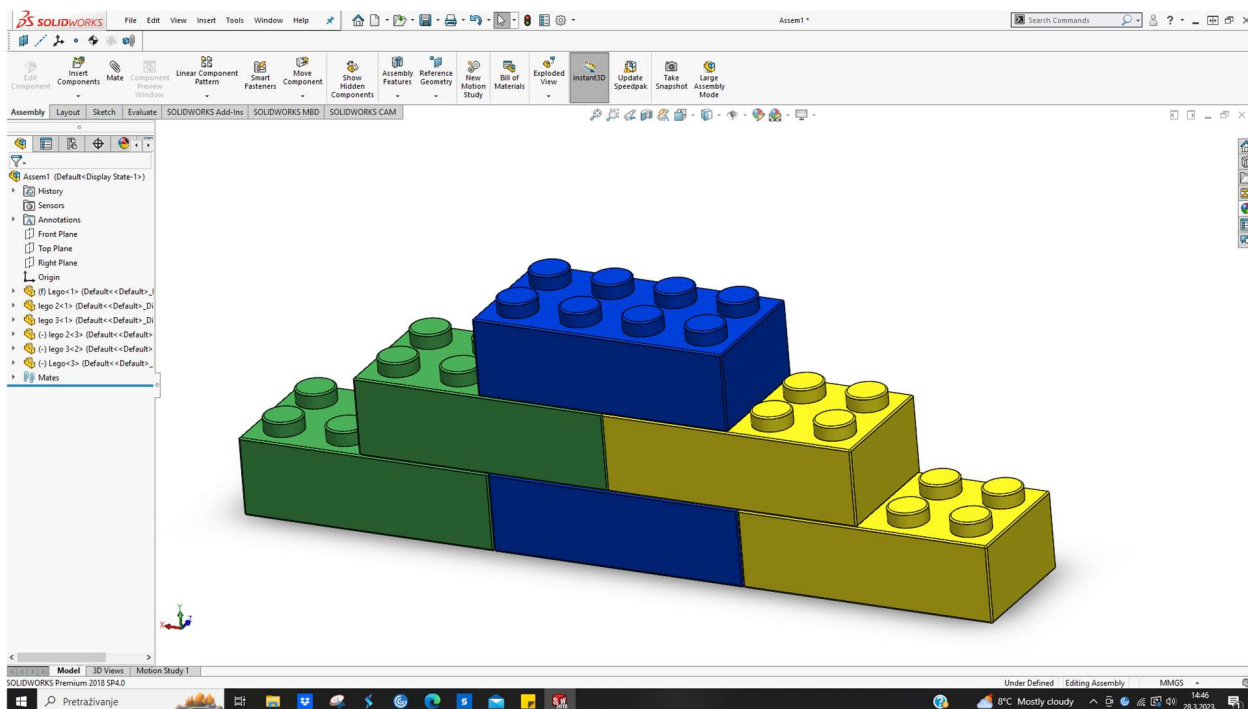 SOLIDWORKS File Edit View Insert Tools Window Help Assem1 * Search Commands
Edit Component
Insert Components
Mate
Component Preview Window
Linear Component Pattern
Smart Fasteners
Move Component
Show Hidden Components
Assembly Features
Reference Geometry
New Motion Study
Bill of Materials
Exploded View
Instant3D
Update Speedpak
Take Snapshot
Large Assembly Mode
Assembly Layout Sketch Evaluate SOLIDWORKS Add-Ins SOLIDWORKS MBD SOLIDWORKS CAM
Assem1 (Default<Display State-1>)
History
Sensors
Annotations
Front Plane
Top Plane
Right Plane
Origin
(f) Lego<1> (Default<<Default>_
lego 2<1> (Default<<Default>_Di
lego 3<1> (Default<<Default>_Di
(-) lego 2<3> (Default<<Default>
(-) lego 3<2> (Default<<Default>
(-) Lego<3> (Default<<Default>_
Mates
Y
X
Z
Model 3D Views Motion Study 1
SOLIDWORKS Premium 2018 SP4.0 Under Defined Editing Assembly MMGS
Pretraživanje 8°C Mostly cloudy 14:46
28.3.2023.